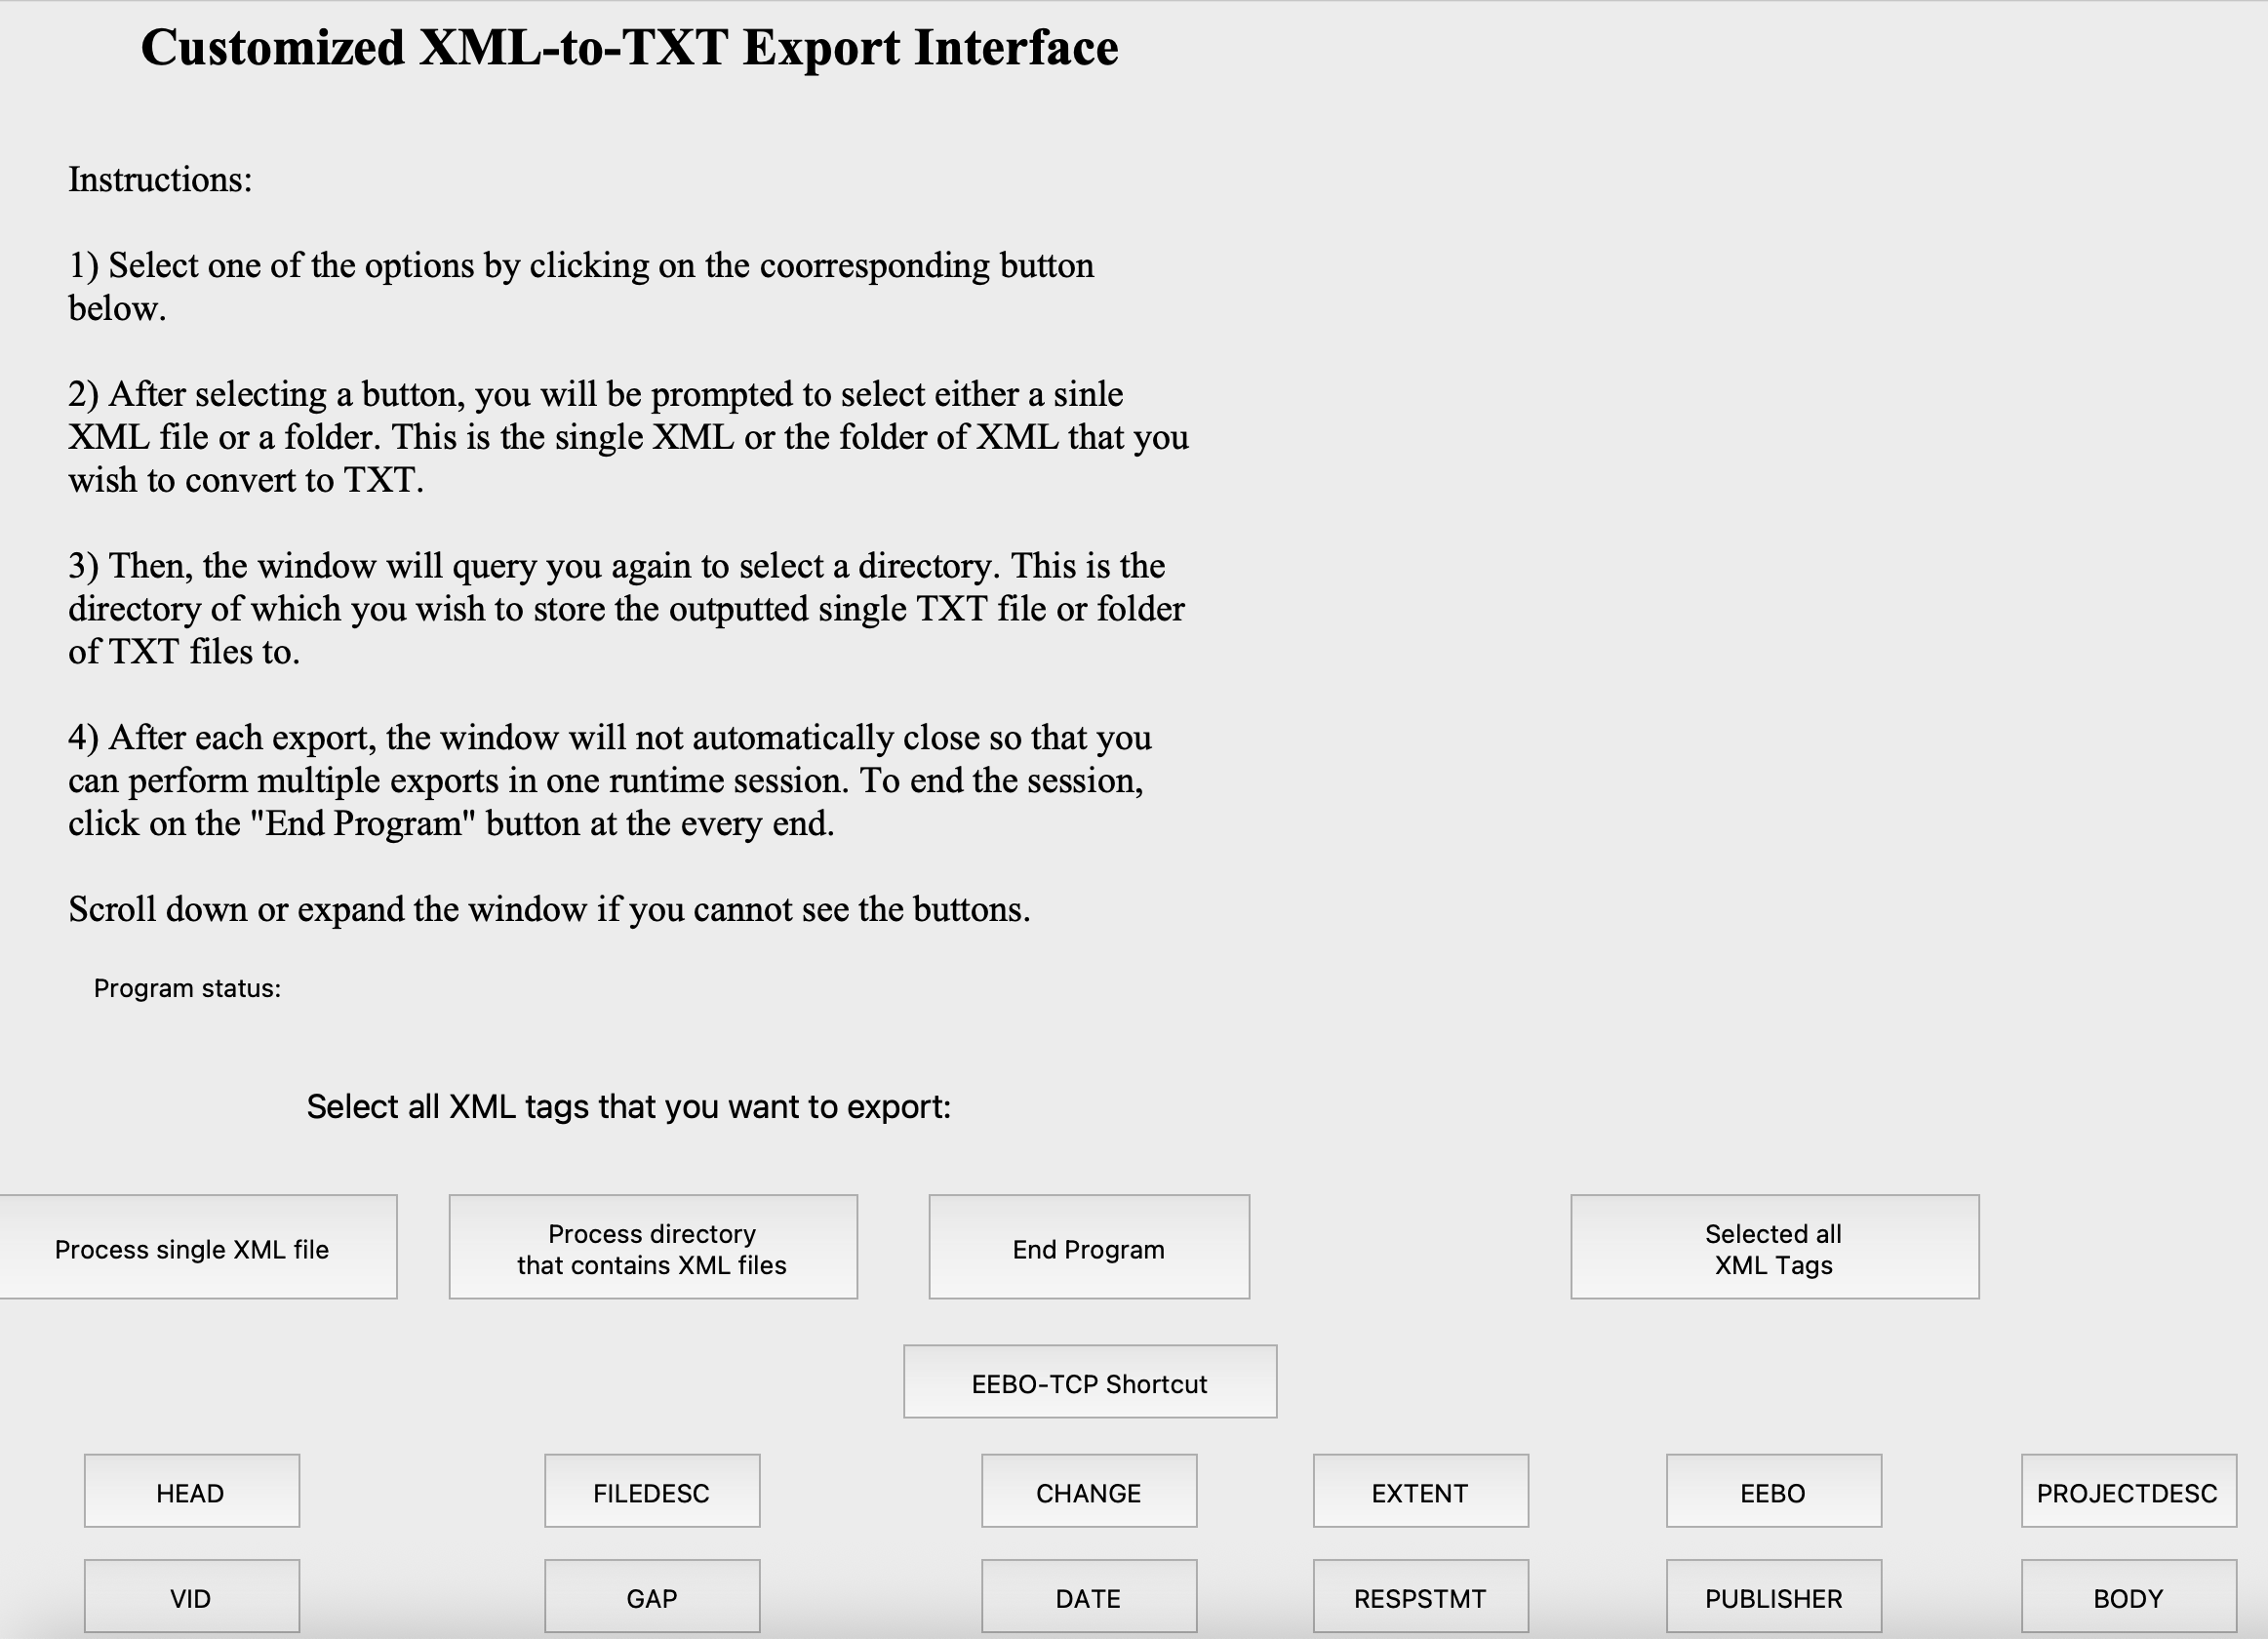 Customized XML-to-TXT Export Interface
Instructions:
1) Select one of the options by clicking on the coorresponding button
below.
2) After selecting a button, you will be prompted to select either a sinle
XML file or a folder. This is the single XML or the folder of XML that you
wish to convert to TXT.
3) Then, the window will query you again to select a directory. This is the
directory of which you wish to store the outputted single TXT file or folder
of TXT files to.
4) After each export, the window will not automatically close so that you
can perform multiple exports in one runtime session. To end the session,
click on the "End Program" button at the every end.
Scroll down or expand the window if you cannot see the buttons.
Program status:
Select all XML tags that you want to export:
Process single XML file
Process directory
that contains XML files
End Program
Selected all
XML Tags
EEBO-TCP Shortcut
HEAD
FILEDESC
CHANGE
EXTENT
EEBO
PROJECTDESC
VID
GAP
DATE
RESPSTMT
PUBLISHER
BODY